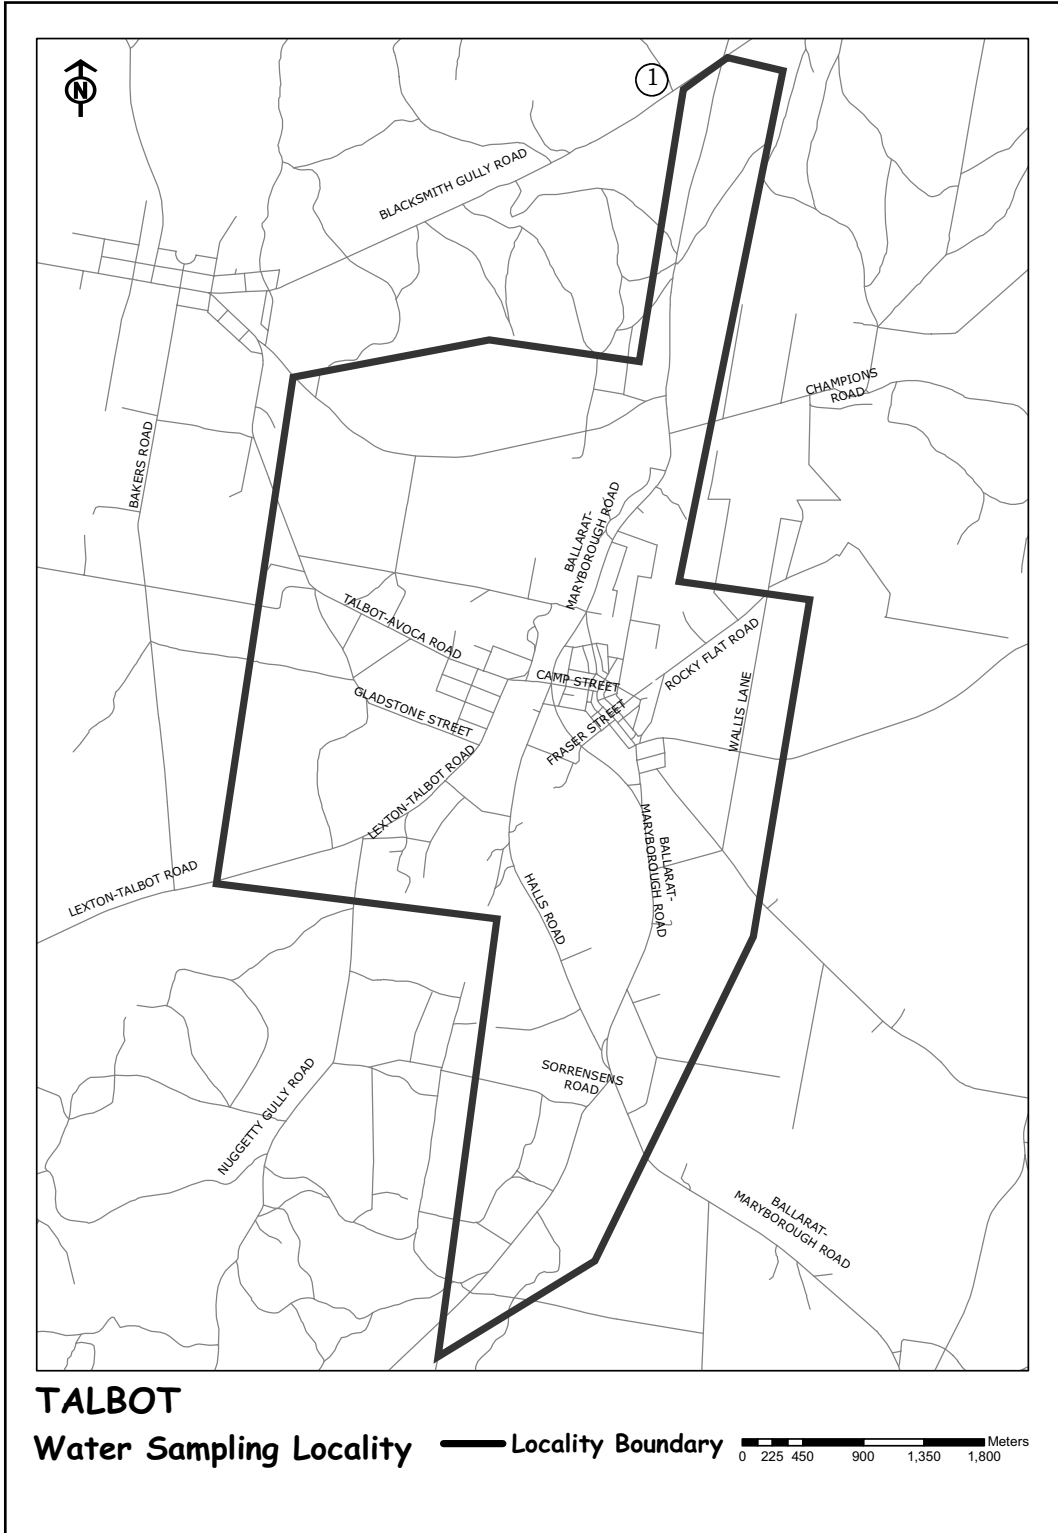 1
N
BLACKSMITH GULLY ROAD
CHAMPIONS
ROAD
BAKERS ROAD
BALLARAT-
MARYBOROUGH ROAD
TALBOT-AVOCA ROAD
CAMP STREET
ROCKY FLAT ROAD
GLADSTONE STREET
FRASER STREET
WALLIS LANE
LEXTON-TALBOT ROAD
BALLARAT-
MARYBOROUGH ROAD
LEXTON-TALBOT ROAD
HALLS ROAD
SORRENSENS
ROAD
NUGGETTY GULLY ROAD
BALLARAT-
MARYBOROUGH ROAD
TALBOT
Water Sampling Locality
Locality Boundary
Meters
0 225 450 900 1,350 1,800